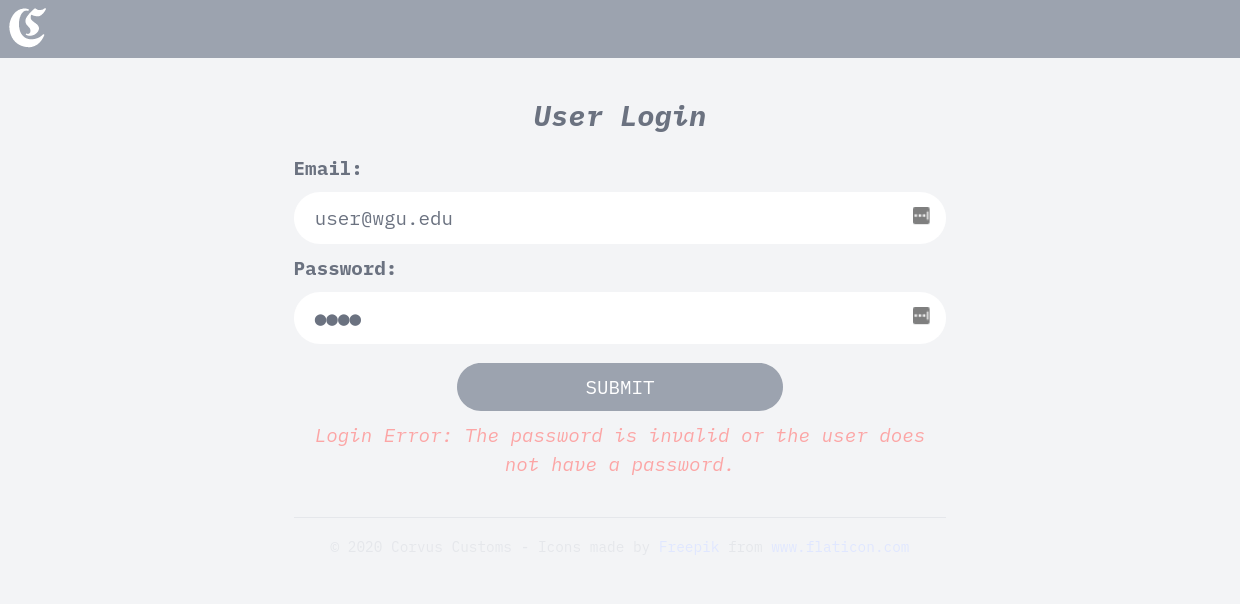 C
User Login
Email:
user@wgu.edu
Password:
●●●●
SUBMIT
Login Error: The password is invalid or the user does
not have a password.
© 2020 Corvus Customs - Icons made by Freepik from www.flaticon.com